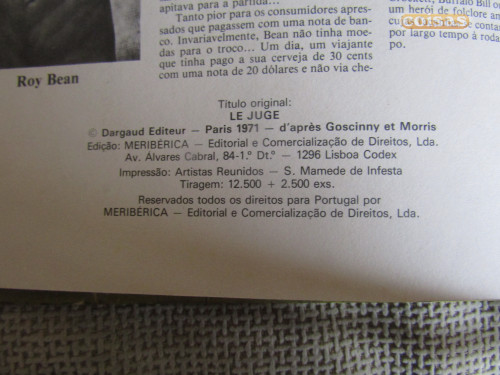 apitava para a partida...
Tanto pior para os consumidores apres-
sados que pagassem com uma nota de ban-
co. Invariavelmente, Bean não tinha moe-
das para o troco... Um dia, um viajante
que tinha pago a sua cerveja de 30 cents
com uma nota de 20 dólares e não via che-
Buffalo Bill
um herói de folclore
por largo tempo à roda
po.
cosas
Roy Bean
Título original:
LE JUGE
© Dargaud Editeur — Paris 1971 — d'après Goscinny et Morris
Edição: MERIBÉRICA — Editorial e Comercialização de Direitos, Lda.
Av. Álvares Cabral, 84-1.º Dt.º — 1296 Lisboa Codex
Impressão: Artistas Reunidos — S. Mamede de Infesta
Tiragem: 12.500 + 2.500 exs.
Reservados todos os direitos para Portugal por
MERIBÉRICA — Editorial e Comercialização de Direitos, Lda.